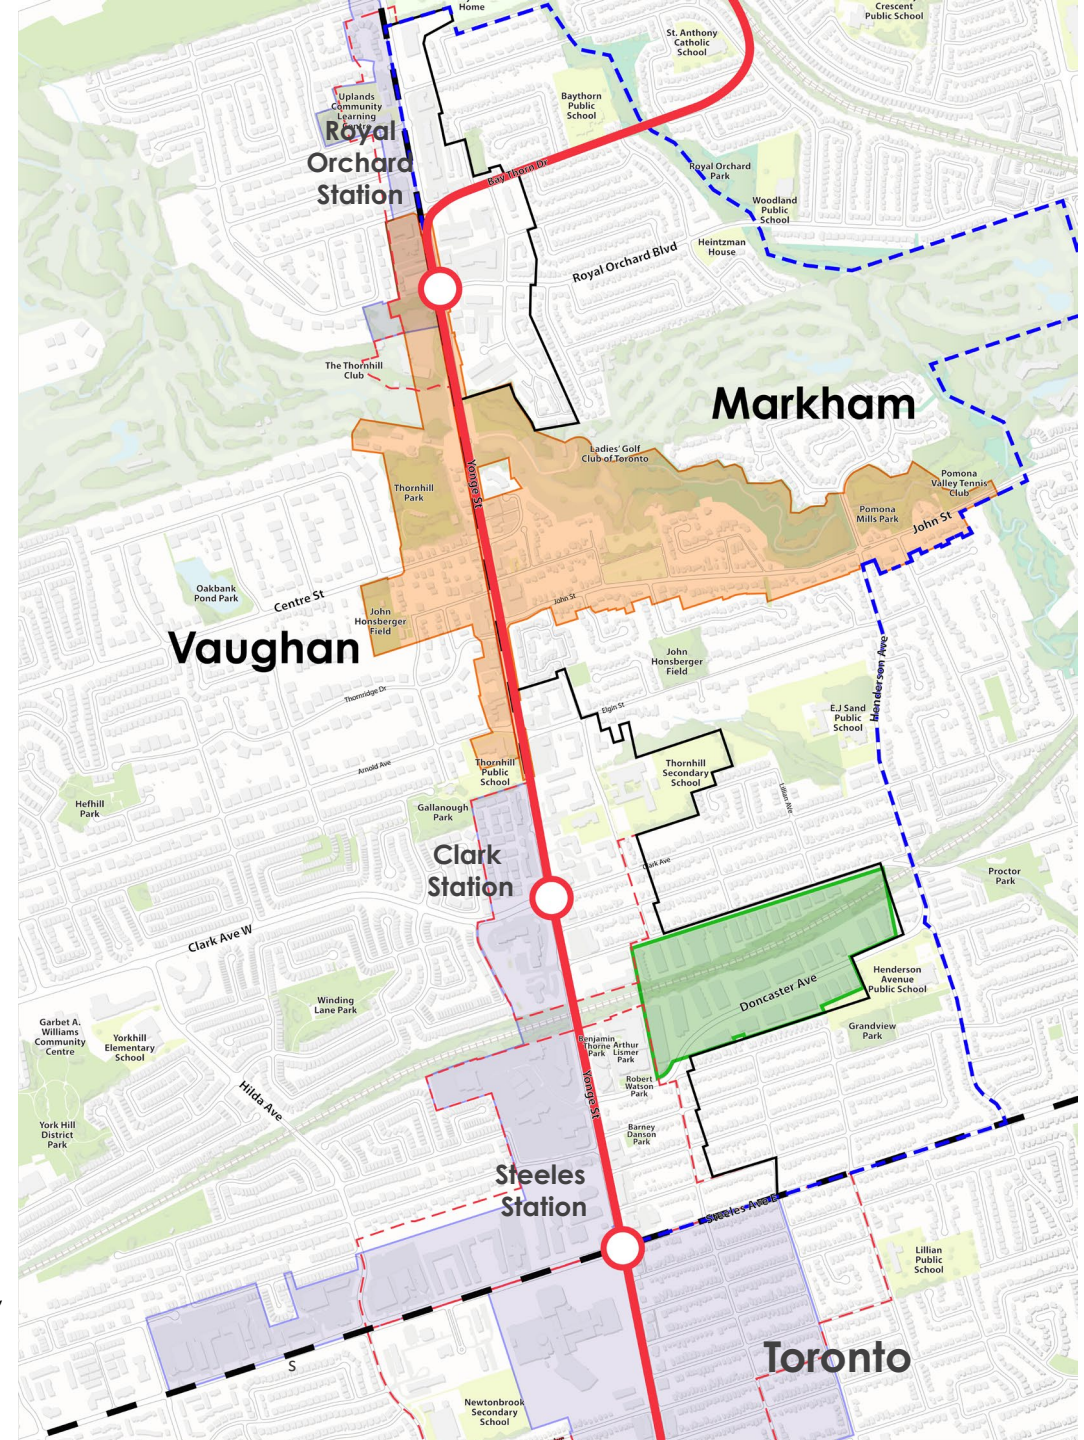 Home
Crescent
Public School
St. Anthony
Catholic
School
Uplands
Community
Learning
Baythorn
Public
School
Royal
Orchard
Station
Bay Thorn Dr
Royal Orchard
Park
Woodland
Public
School
Heintzman
House
Royal Orchard Blvd
The Thornhill
Club
Markham
Ladies' Golf
Club of Toronto
Yonge St
Thornhill
Park
Pomona
Valley Tennis
Club
Pomona
Mills Park
John St
Oakbank
Pond Park
Centre St
John St
John
Honsberger
Field
Vaughan
John
Honsberger
Field
Henderson Ave
Thornridge Dr
Elgin St
E.J Sand
Public
School
Arnold Ave
Thornhill
Public
School
Thornhill
Secondary
School
Lillian Ave
Hefhill
Park
Gallanough
Park
Clark
Station
Clark Ave
Proctor
Park
Clark Ave W
Henderson
Avenue
Public School
Doncaster Ave
Winding
Lane Park
Garbet A.
Williams
Community
Centre
Yorkhill
Elementary
School
Grandview
Park
Benjamin
Thorne
Park
Arthur
Lismer
Park
Robert
Watson
Park
Yonge St
Hilda Ave
York Hill
District
Park
Barney
Danson
Park
Steeles
Station
Steeles Ave E
Lillian
Public
School
Toronto
S
Newtonbrook
Secondary
School